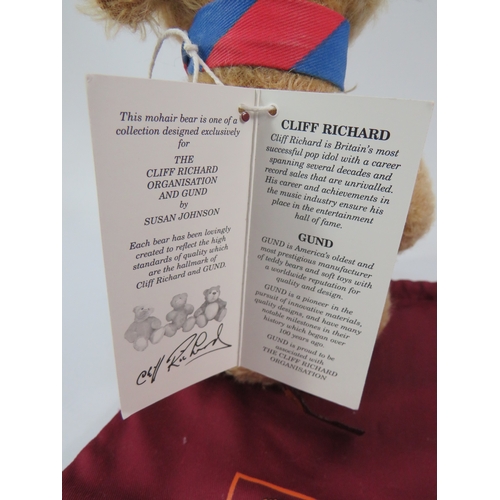 This mohair bear is one of a
collection designed exclusively
for
THE
CLIFF RICHARD
ORGANISATION
AND GUND
by
SUSAN JOHNSON
Each bear has been lovingly
created to reflect the high
standards of quality which
are the hallmark of
Cliff Richard and GUND.
Cliff Richard
CLIFF RICHARD
Cliff Richard is Britain's most
successful pop idol with a career
spanning several decades and
record sales that are unrivalled.
His career and achievements in
the music industry ensure his
place in the entertainment
hall of fame.
GUND
GUND is America's oldest and
most prestigious manufacturer
of teddy bears and soft toys with
a worldwide reputation for
quality and design.
GUND is a pioneer in the
pursuit of innovative materials,
quality designs, and have many
notable milestones in their
history which began over
100 years ago.
GUND is proud to be
associated with
THE CLIFF RICHARD
ORGANISATION